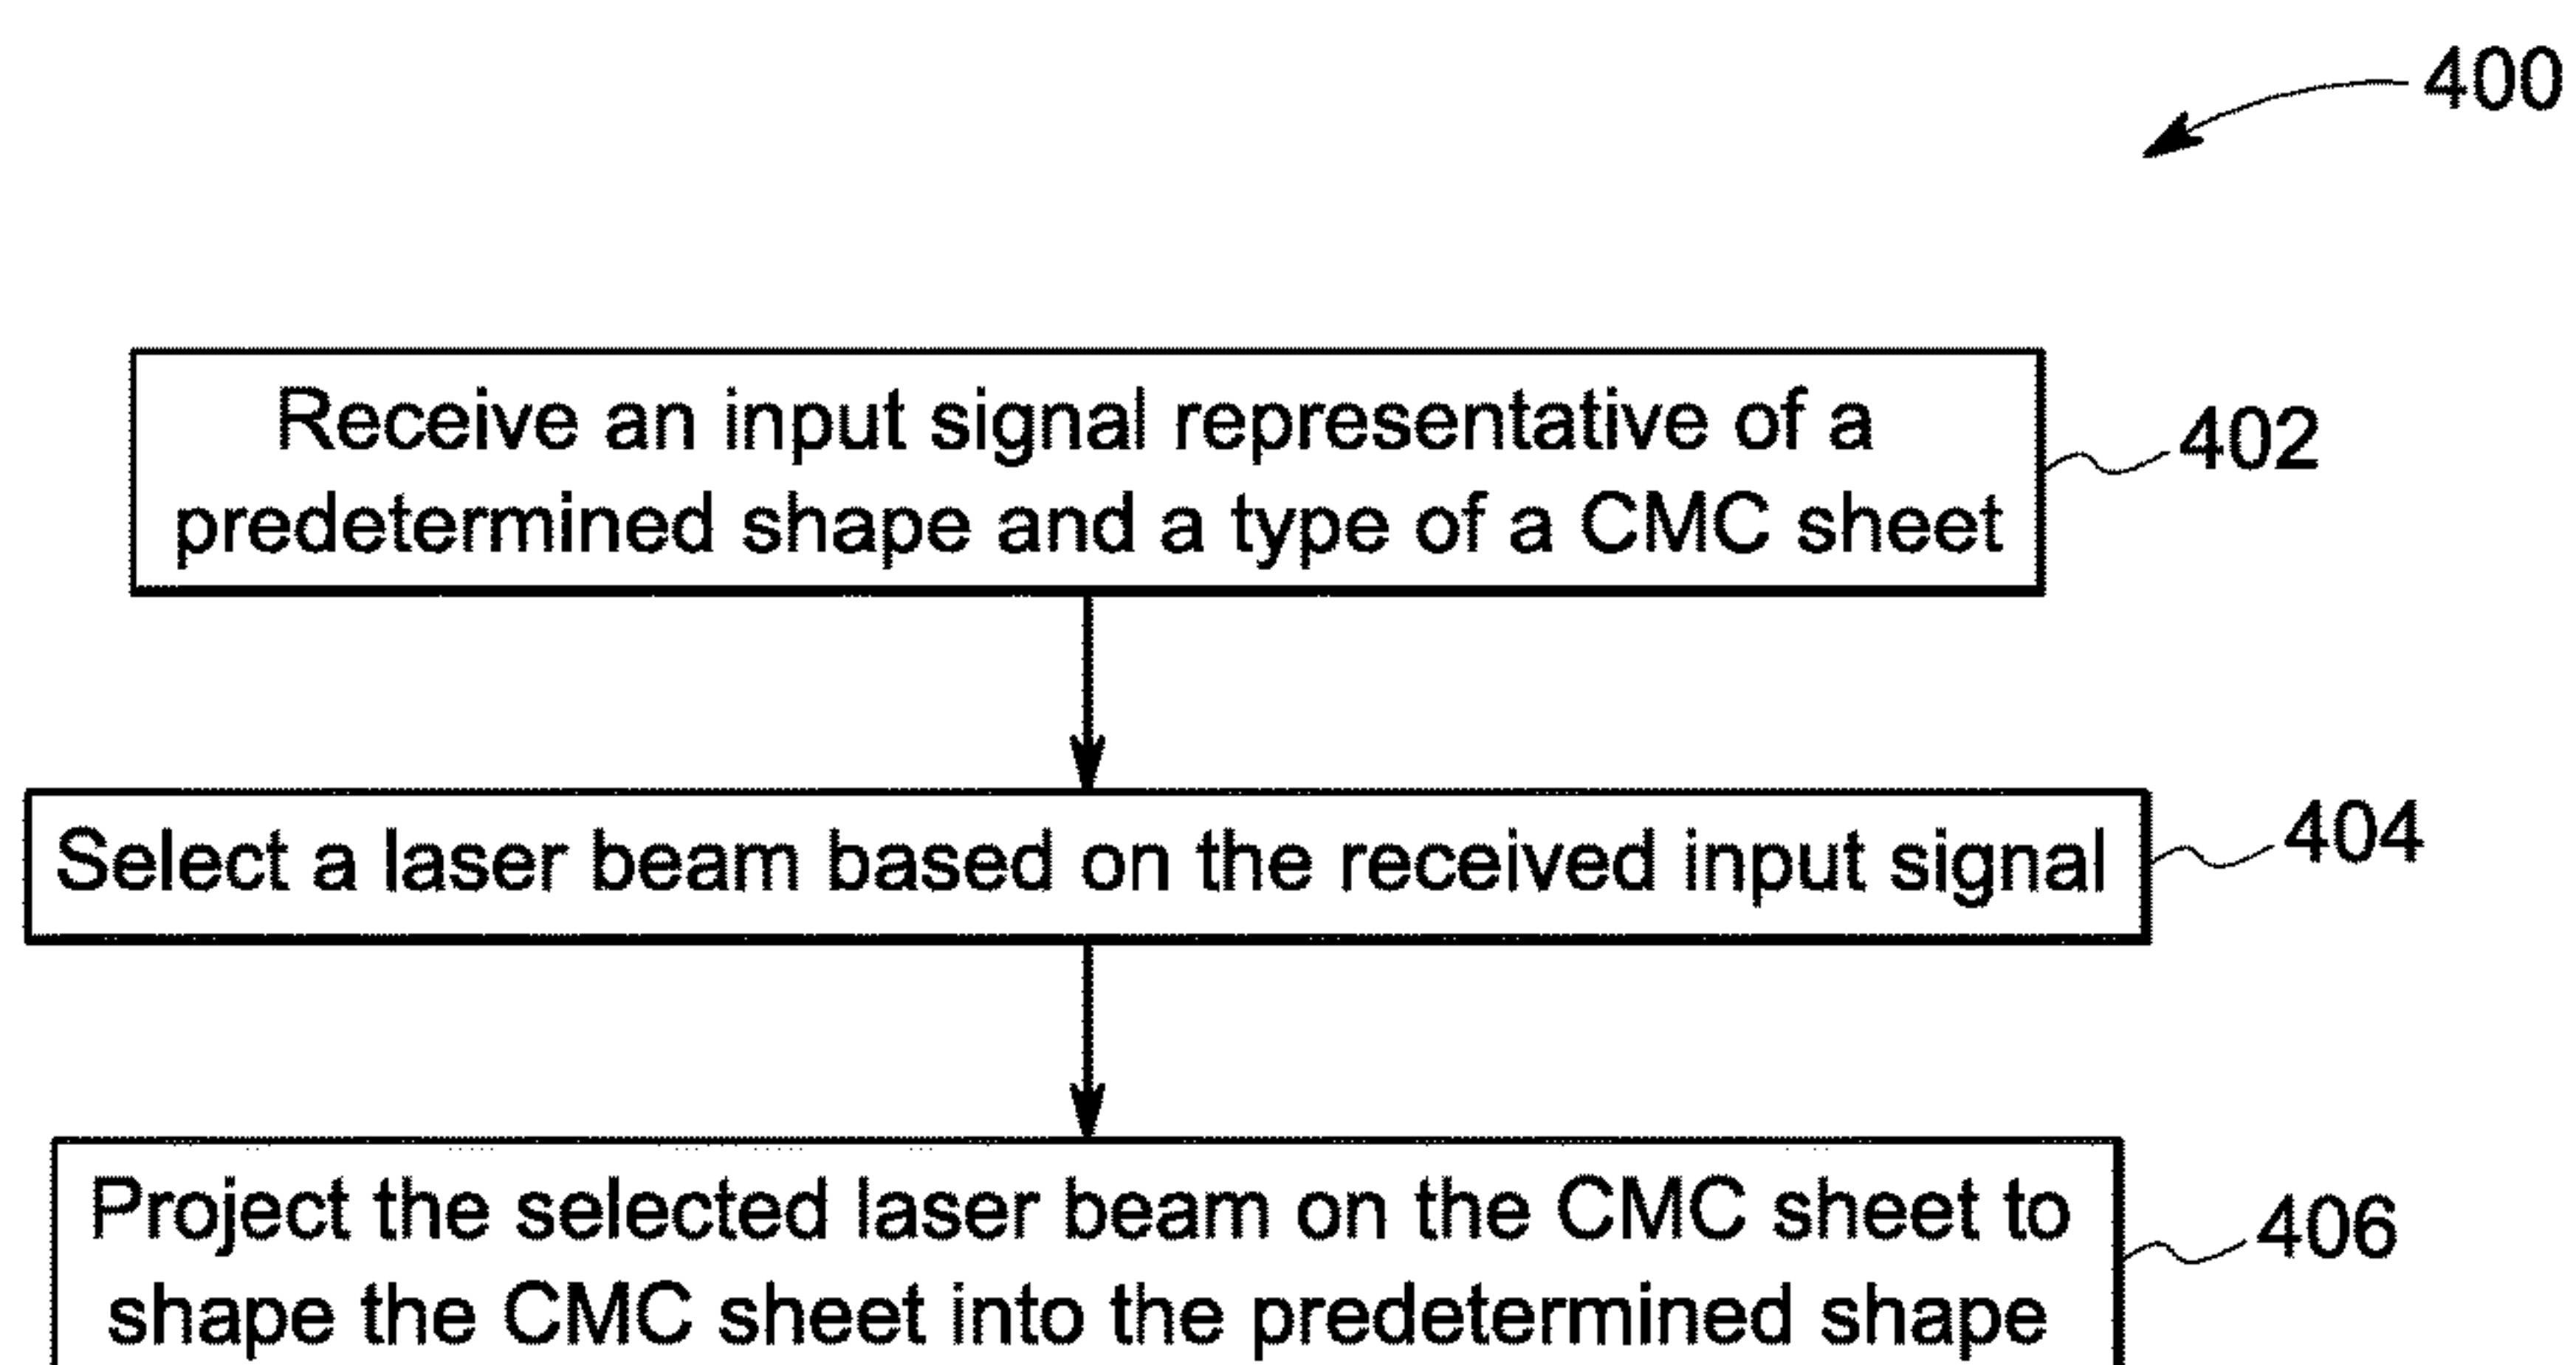 400
Receive an input signal representative of a
predetermined shape and a type of a CMC sheet
402
Select a laser beam based on the received input signal
404
Project the selected laser beam on the CMC sheet to
shape the CMC sheet into the predetermined shape
406